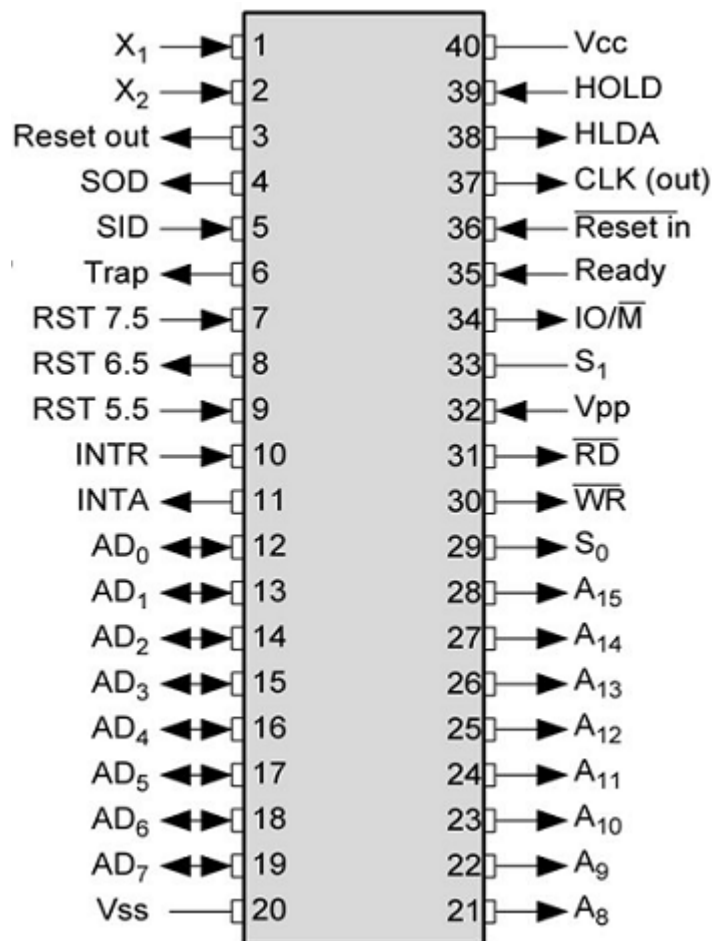 X₁ 1 40 Vcc
X₂ 2 39 HOLD
Reset out 3 38 HLDA
SOD 4 37 CLK (out)
SID 5 36 R̅e̅s̅e̅t̅ ̅i̅n̅
Trap 6 35 Ready
RST 7.5 7 34 IO/M̅
RST 6.5 8 33 S₁
RST 5.5 9 32 Vpp
INTR 10 31 R̅D̅
INTA 11 30 W̅R̅
AD₀ 12 29 S₀
AD₁ 13 28 A₁₅
AD₂ 14 27 A₁₄
AD₃ 15 26 A₁₃
AD₄ 16 25 A₁₂
AD₅ 17 24 A₁₁
AD₆ 18 23 A₁₀
AD₇ 19 22 A₉
Vss 20 21 A₈